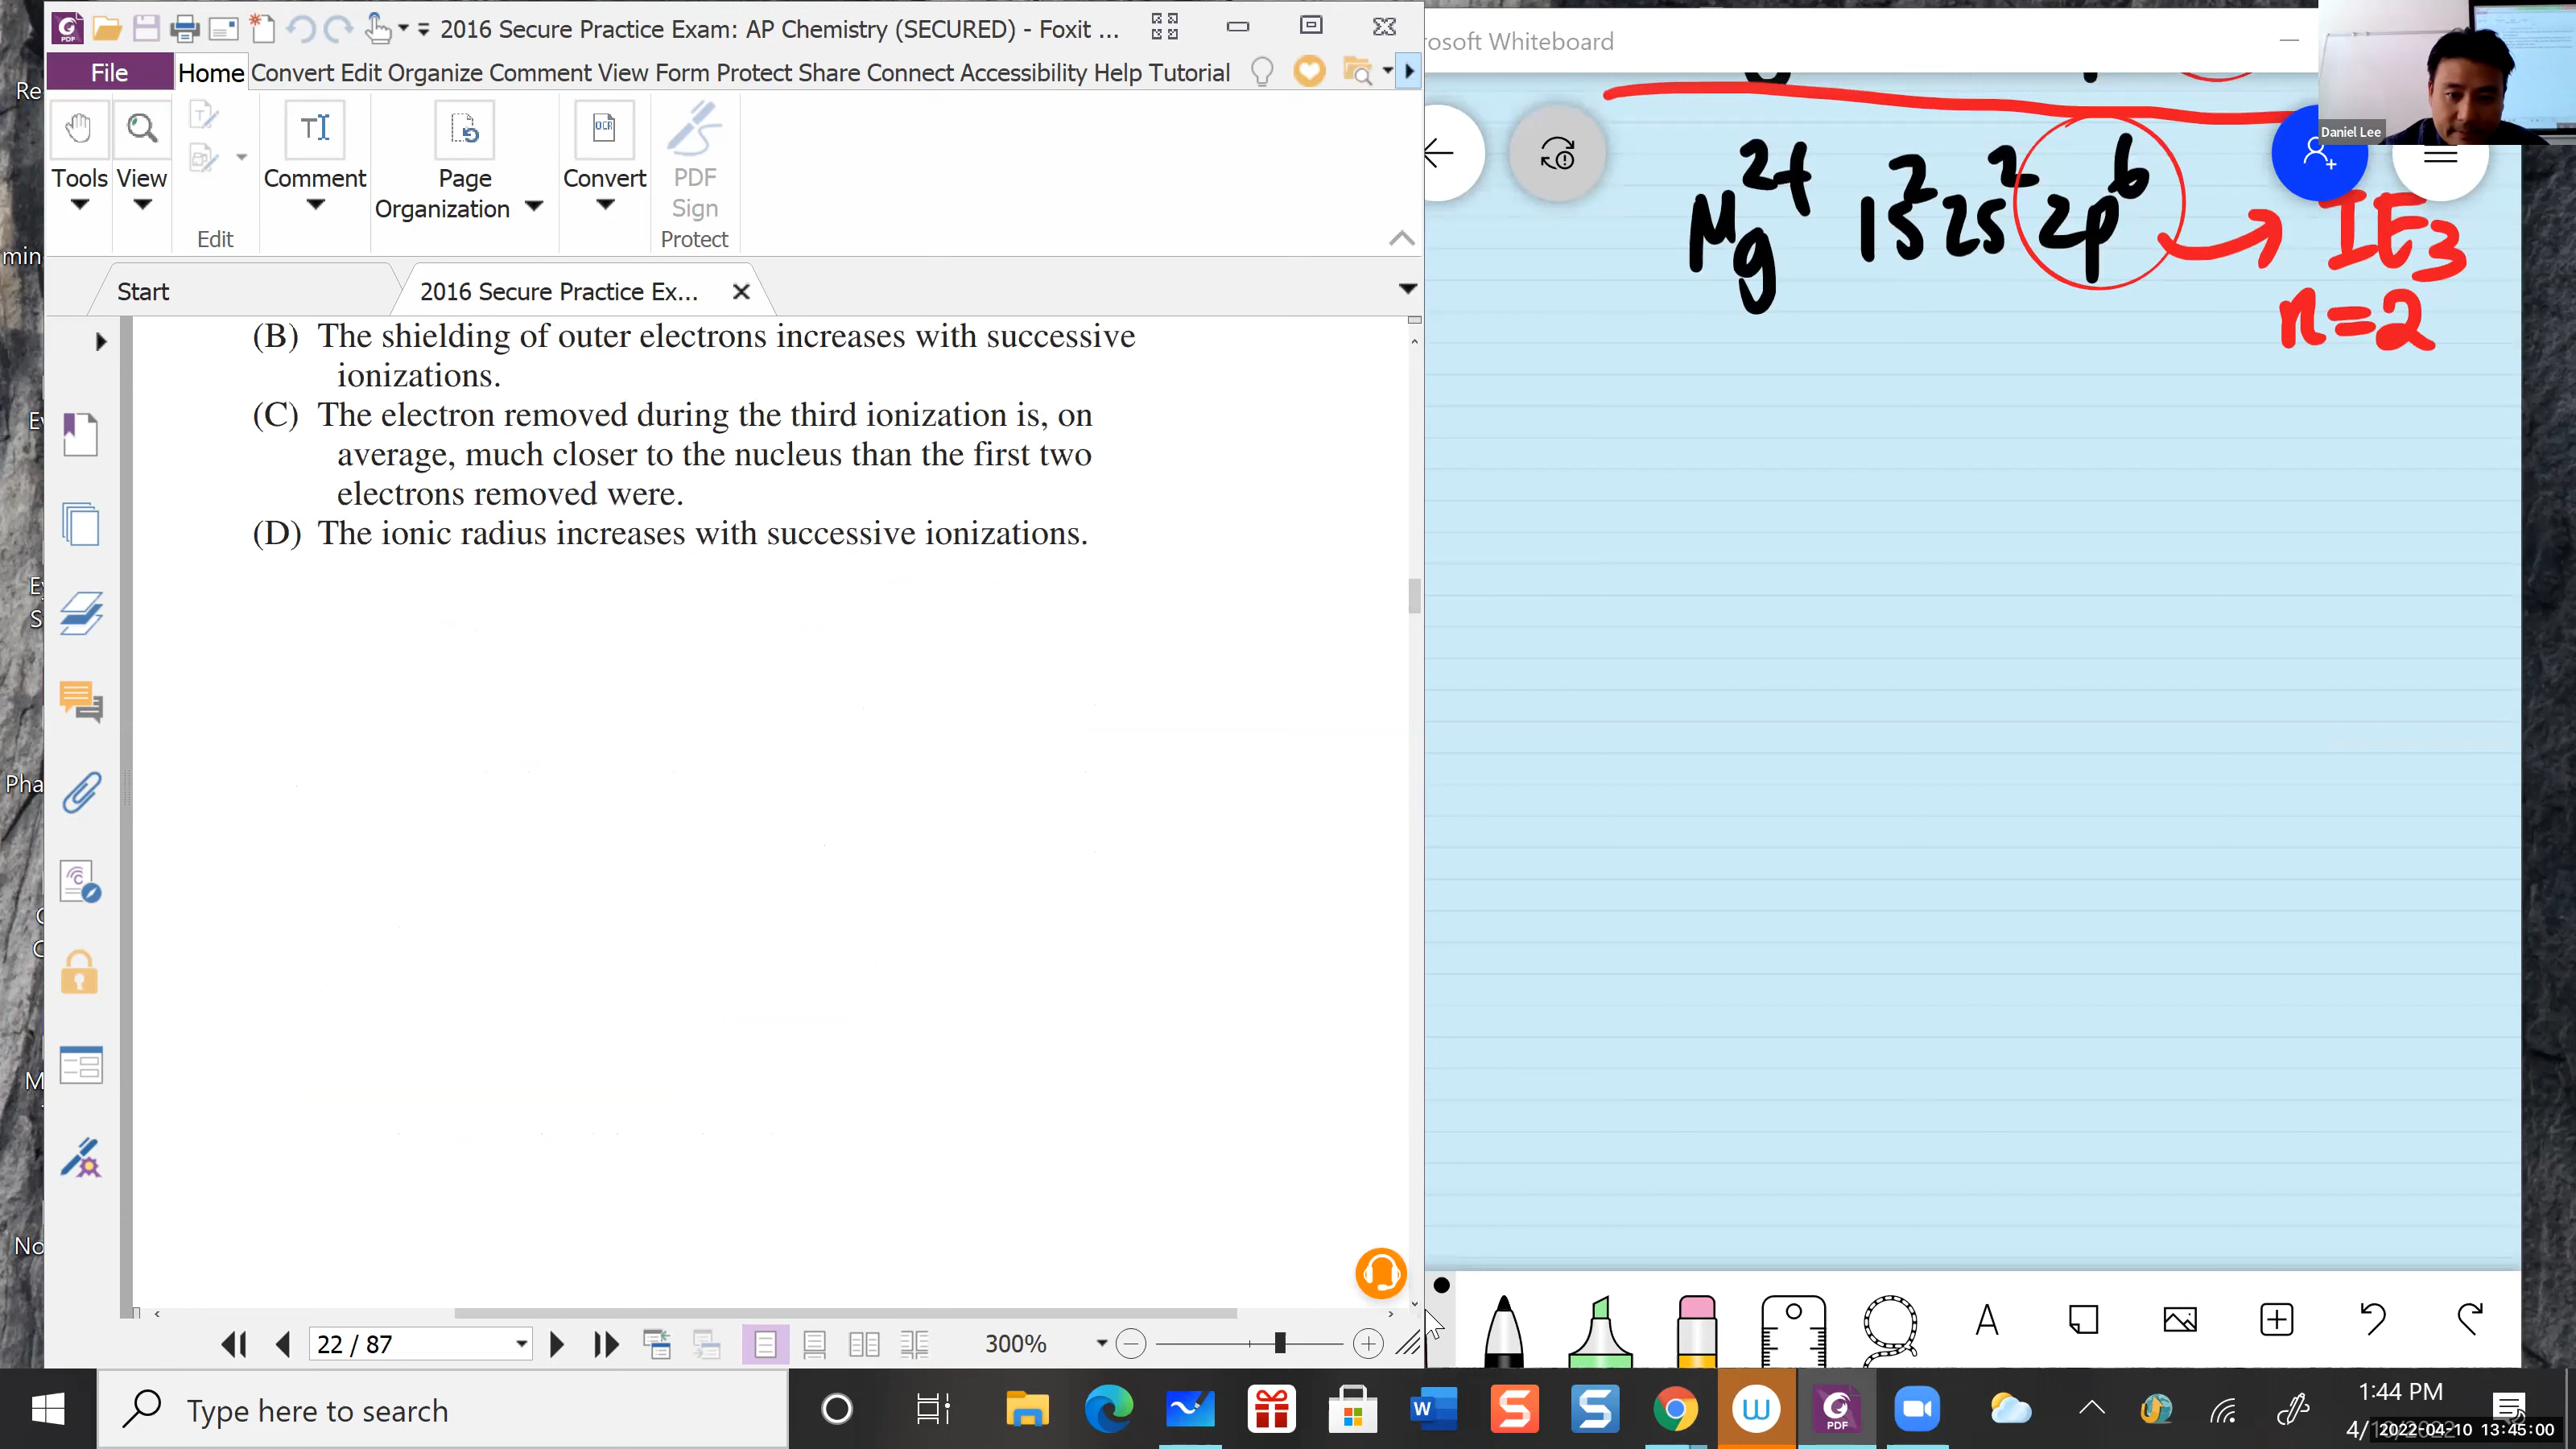 2016 Secure Practice Exam: AP Chemistry (SECURED) - Foxit ...
osoft Whiteboard
Daniel Lee
File Home Convert Edit Organize Comment View Form Protect Share Connect Accessibility Help Tutorial
Tools View Comment Page Organization Convert PDF Sign
Edit Protect
Start 2016 Secure Practice Ex...
(B) The shielding of outer electrons increases with successive
ionizations.
(C) The electron removed during the third ionization is, on
average, much closer to the nucleus than the first two
electrons removed were.
(D) The ionic radius increases with successive ionizations.
Mg²⁺ 1s²2s²2p⁶ → IE₃
n=2
22 / 87
300%
Type here to search
1:44 PM
2022-04-10 13:45:00